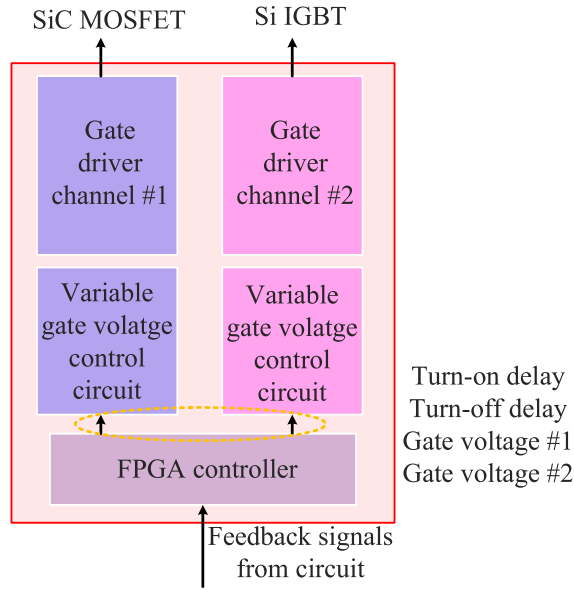 SiC MOSFET
Si IGBT
Gate
driver
channel #1
Gate
driver
channel #2
Variable
gate volatge
control
circuit
Variable
gate volatge
control
circuit
Turn-on delay
Turn-off delay
Gate voltage #1
Gate voltage #2
FPGA controller
Feedback signals
from circuit